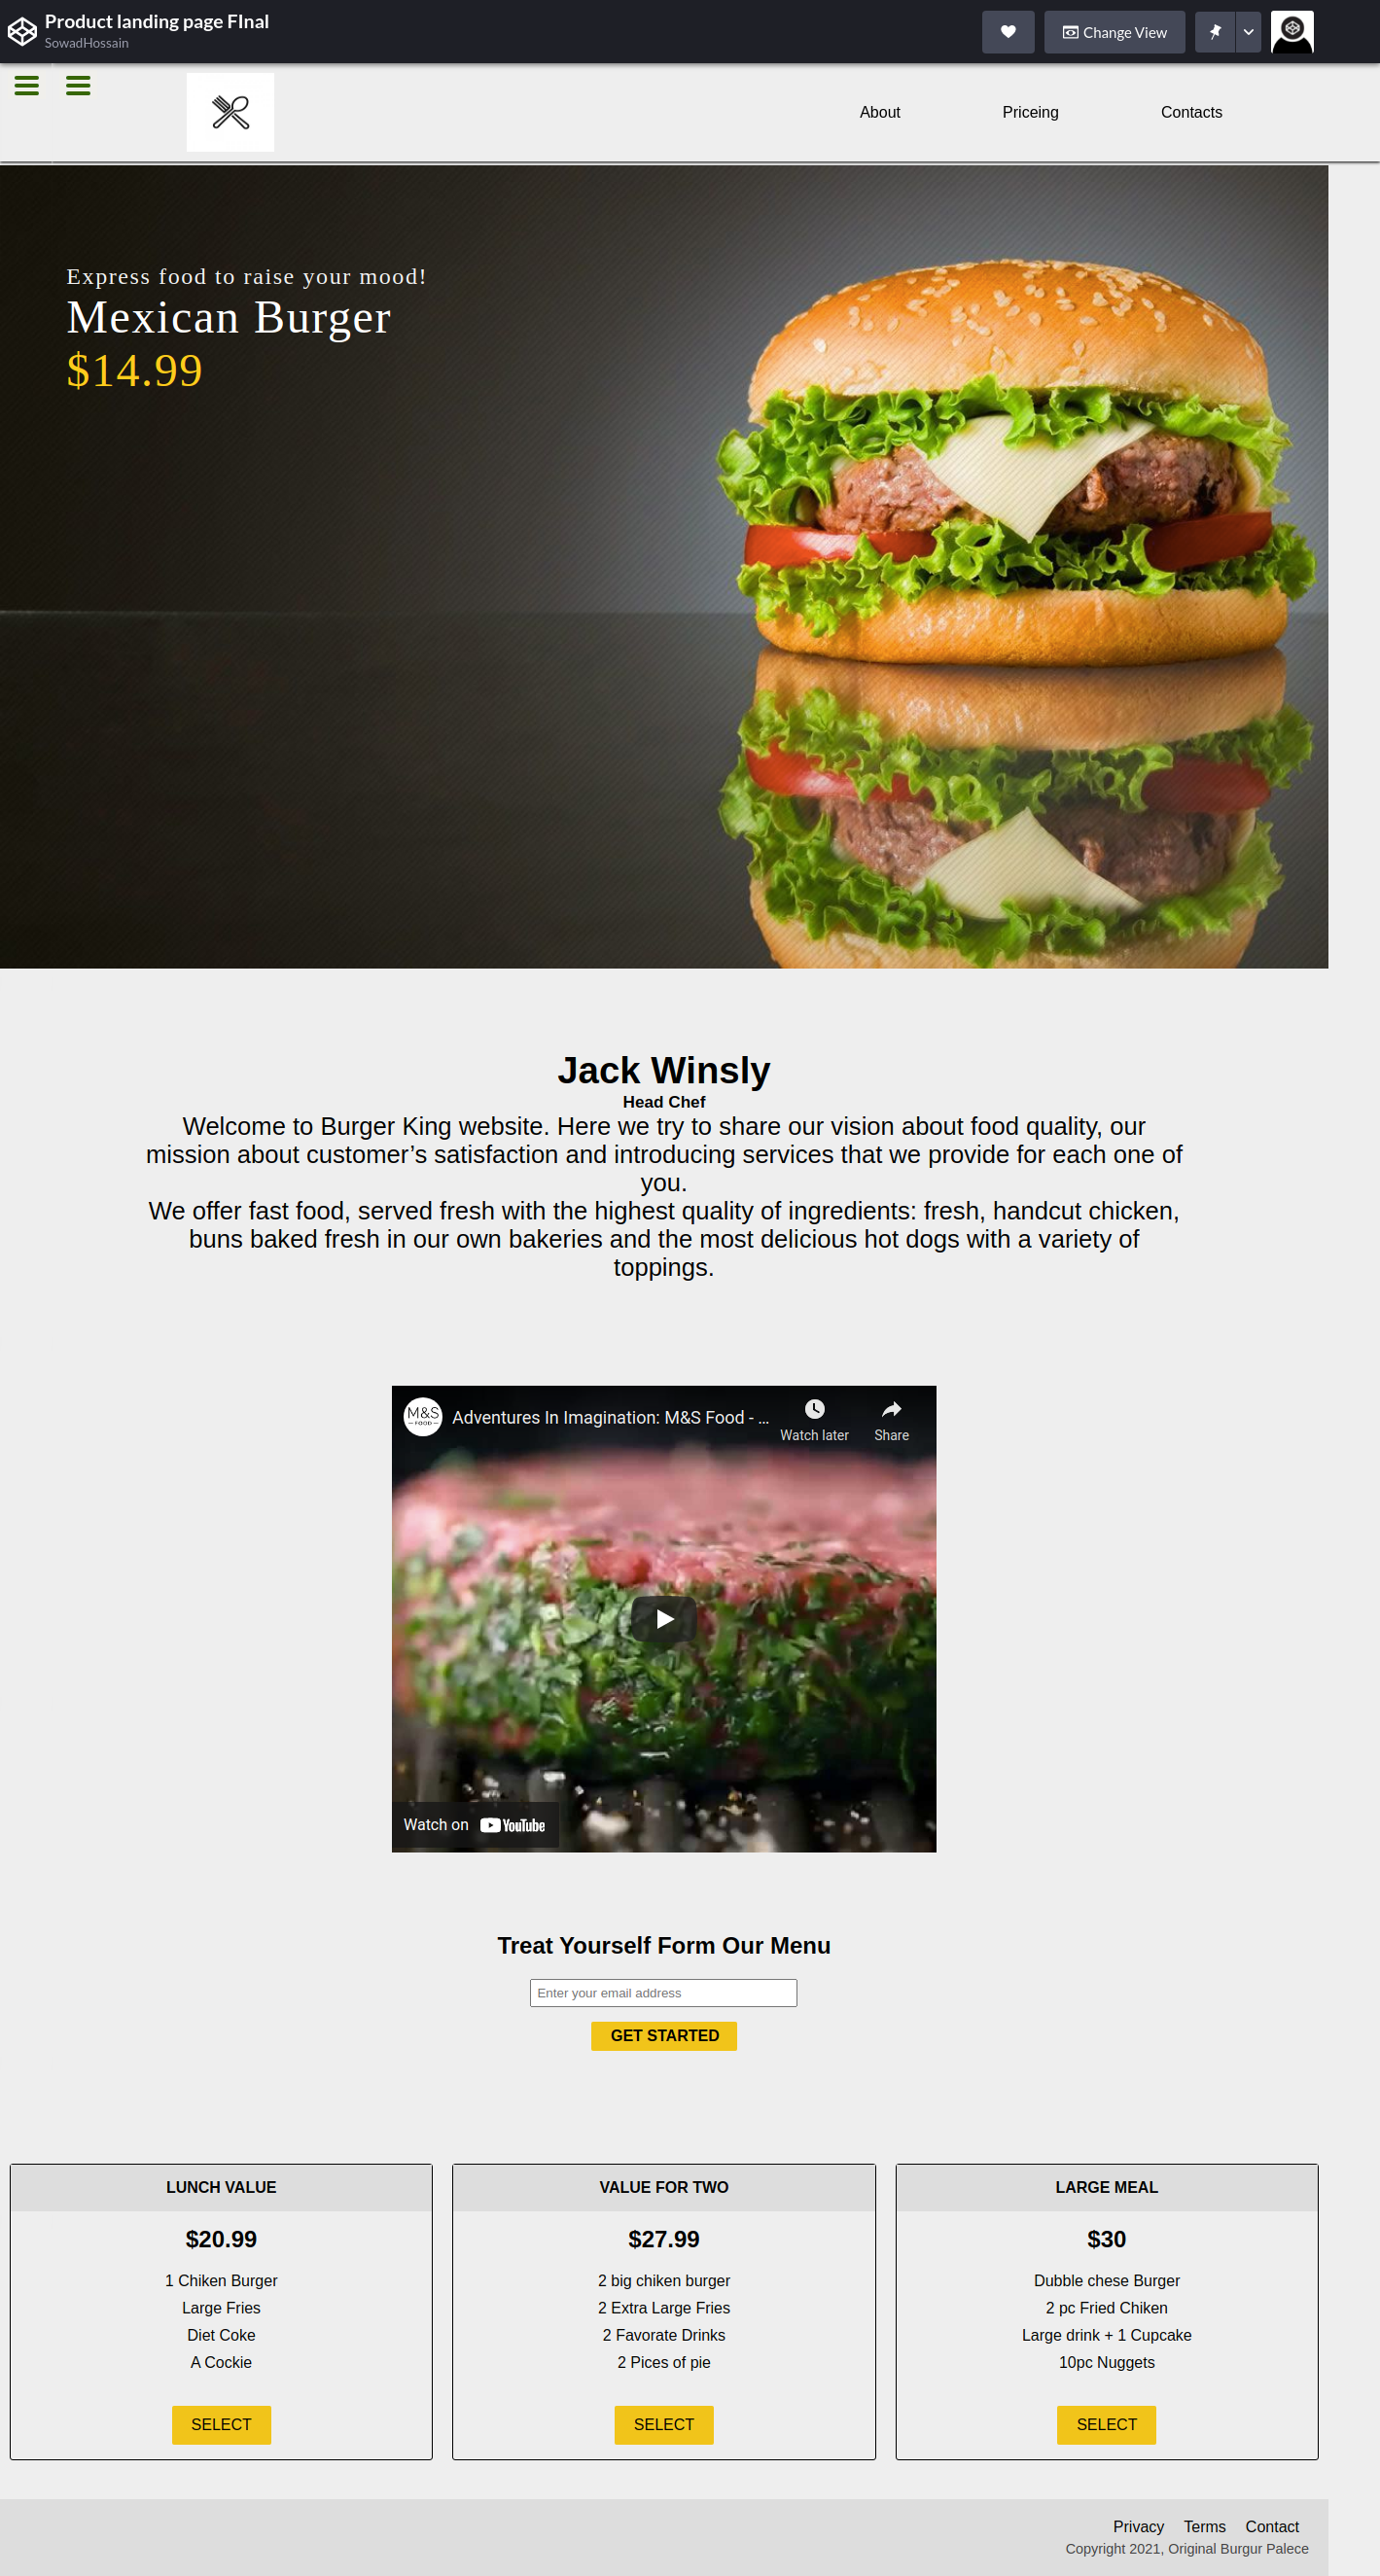 Product landing page FInal
SowadHossain
Change View
About
Priceing
Contacts
Express food to raise your mood!
Mexican Burger
$14.99
Jack Winsly
Head Chef
Welcome to Burger King website. Here we try to share our vision about food quality, our
mission about customer’s satisfaction and introducing services that we provide for each one of
you.
We offer fast food, served fresh with the highest quality of ingredients: fresh, handcut chicken,
buns baked fresh in our own bakeries and the most delicious hot dogs with a variety of
toppings.
M&S
FOOD
Adventures In Imagination: M&S Food - ...
Watch later
Share
Watch on YouTube
Treat Yourself Form Our Menu
Enter your email address
GET STARTED
LUNCH VALUE
$20.99
1 Chiken Burger
Large Fries
Diet Coke
A Cockie
SELECT
VALUE FOR TWO
$27.99
2 big chiken burger
2 Extra Large Fries
2 Favorate Drinks
2 Pices of pie
SELECT
LARGE MEAL
$30
Dubble chese Burger
2 pc Fried Chiken
Large drink + 1 Cupcake
10pc Nuggets
SELECT
Privacy Terms Contact
Copyright 2021, Original Burgur Palece